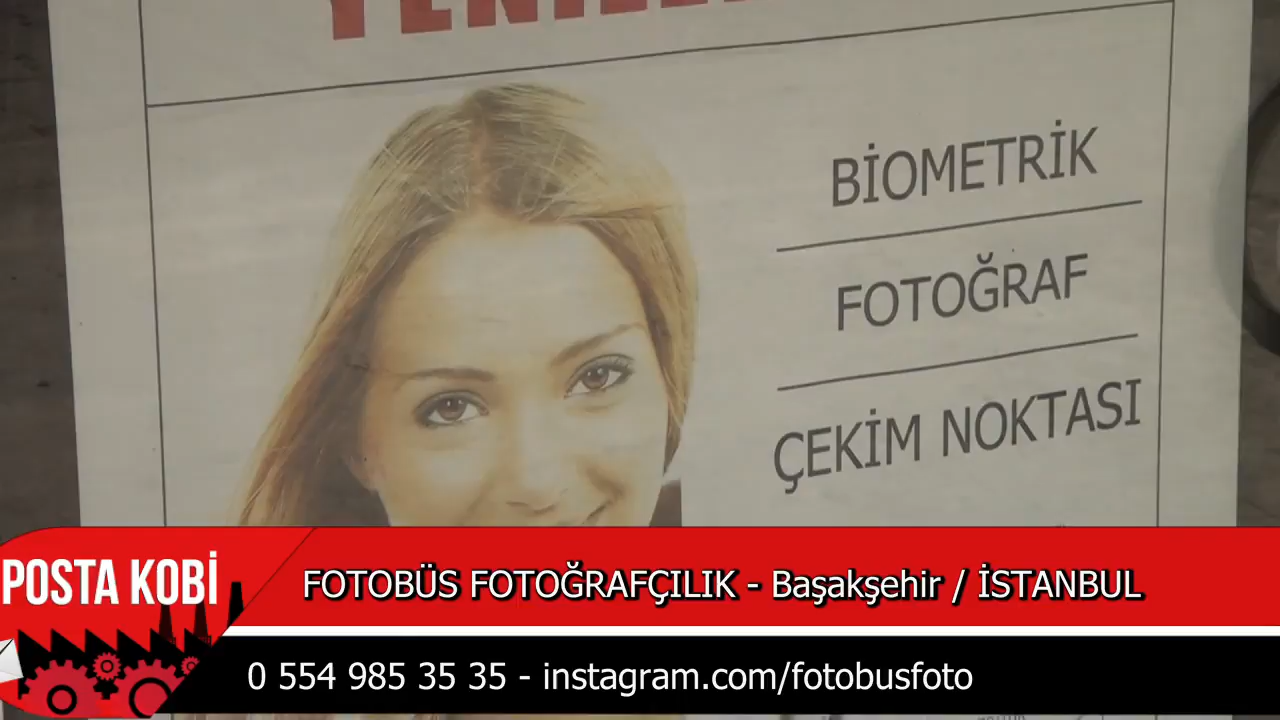 BİOMETRİK
FOTOĞRAF
ÇEKİM NOKTASI
POSTA KOBİ
FOTOBÜS FOTOĞRAFÇILIK - Başakşehir / İSTANBUL
0 554 985 35 35 - instagram.com/fotobusfoto